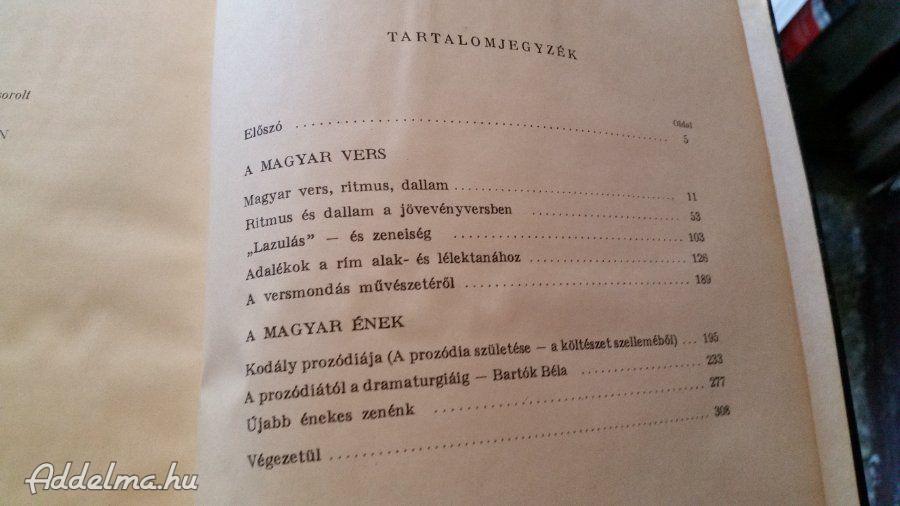 sorolt
N
TARTALOMJEGYZÉK
Oldal
Előszó .......... 5
A MAGYAR VERS
Magyar vers, ritmus, dallam .......... 11
Ritmus és dallam a jövevényversben .......... 53
„Lazulás” — és zeneiség .......... 103
Adalékok a rím alak- és lélektanához .......... 126
A versmondás művészetéről .......... 189
A MAGYAR ÉNEK
Kodály prozódiája (A prozódia születése — a költészet szelleméből) ... 195
A prozódiától a dramaturgiáig — Bartók Béla .......... 233
Újabb énekes zenénk .......... 277
Végezetül .......... 308
Addelma.hu